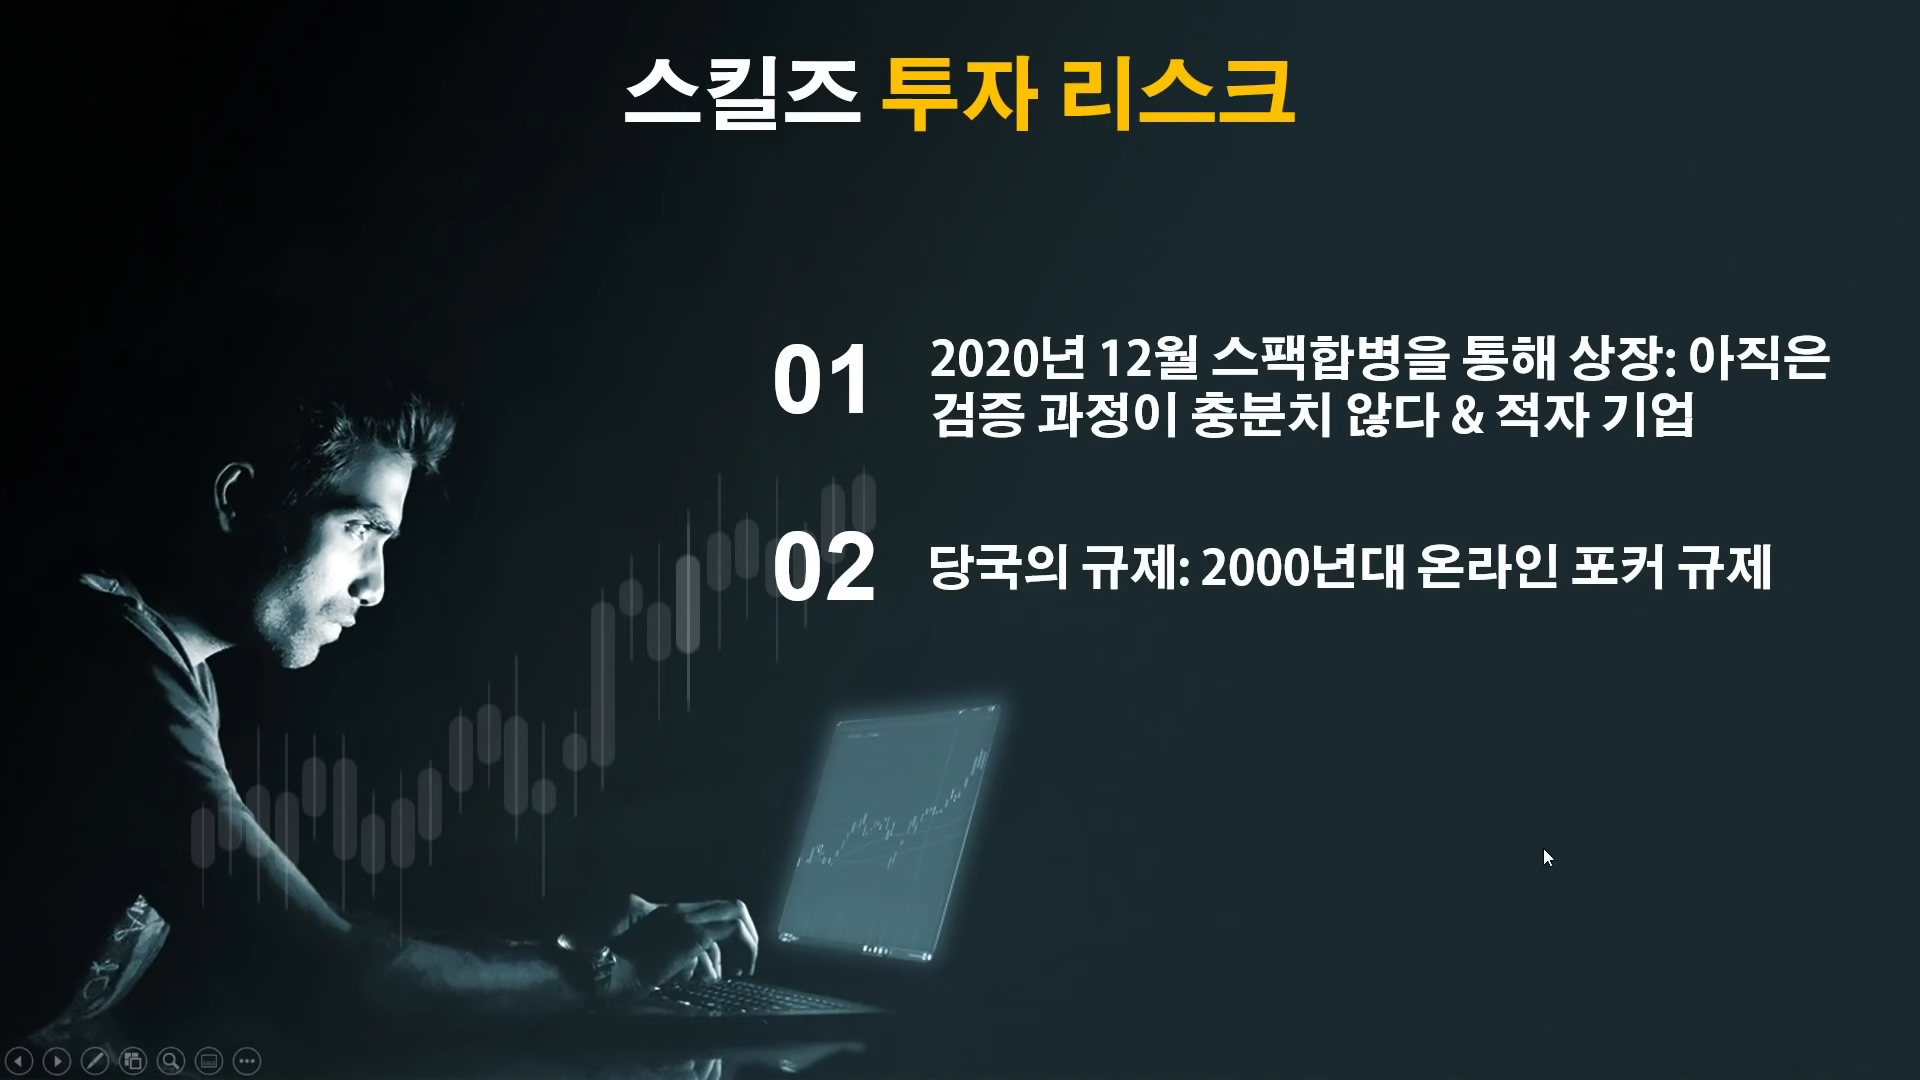 스킬즈 투자 리스크
01
2020년 12월 스팩합병을 통해 상장: 아직은
검증 과정이 충분치 않다 & 적자 기업
02
당국의 규제: 2000년대 온라인 포커 규제